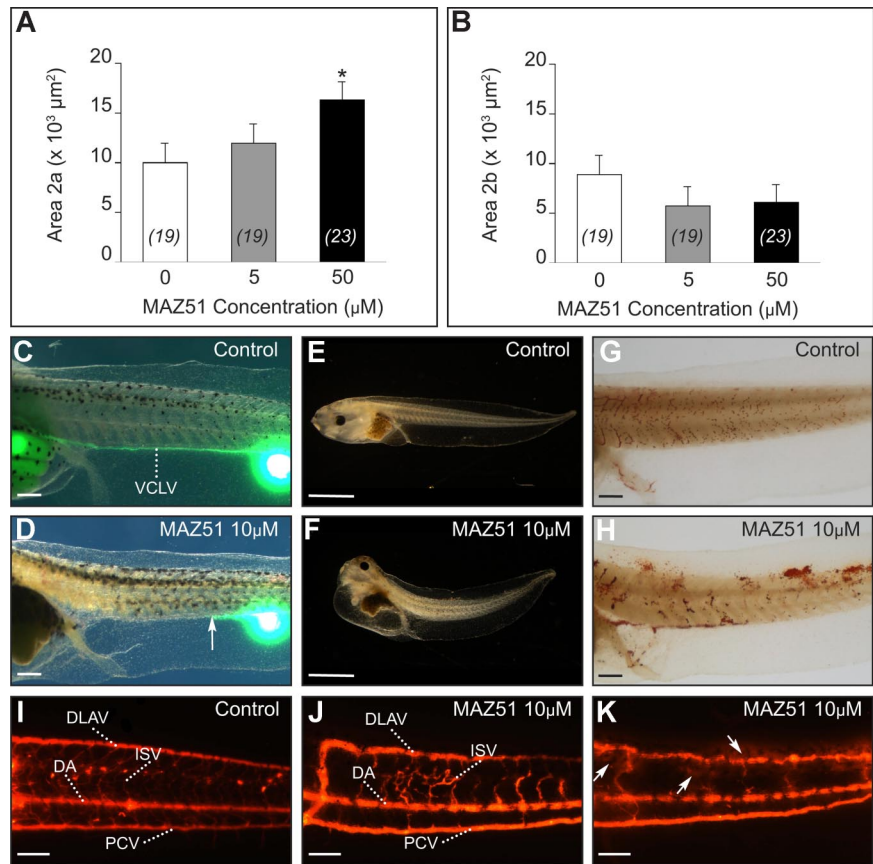 A
Area 2a (x 10³ µm²)
20
15
10
5
0
*
(19)
(19)
(23)
0
5
50
MAZ51 Concentration (µM)
B
Area 2b (x 10³ µm²)
20
15
10
5
0
(19)
(19)
(23)
0
5
50
MAZ51 Concentration (µM)
C
Control
VCLV
E
Control
G
Control
D
MAZ51 10µM
F
MAZ51 10µM
H
MAZ51 10µM
I
Control
DLAV
ISV
DA
PCV
J
MAZ51 10µM
DLAV
ISV
DA
PCV
K
MAZ51 10µM